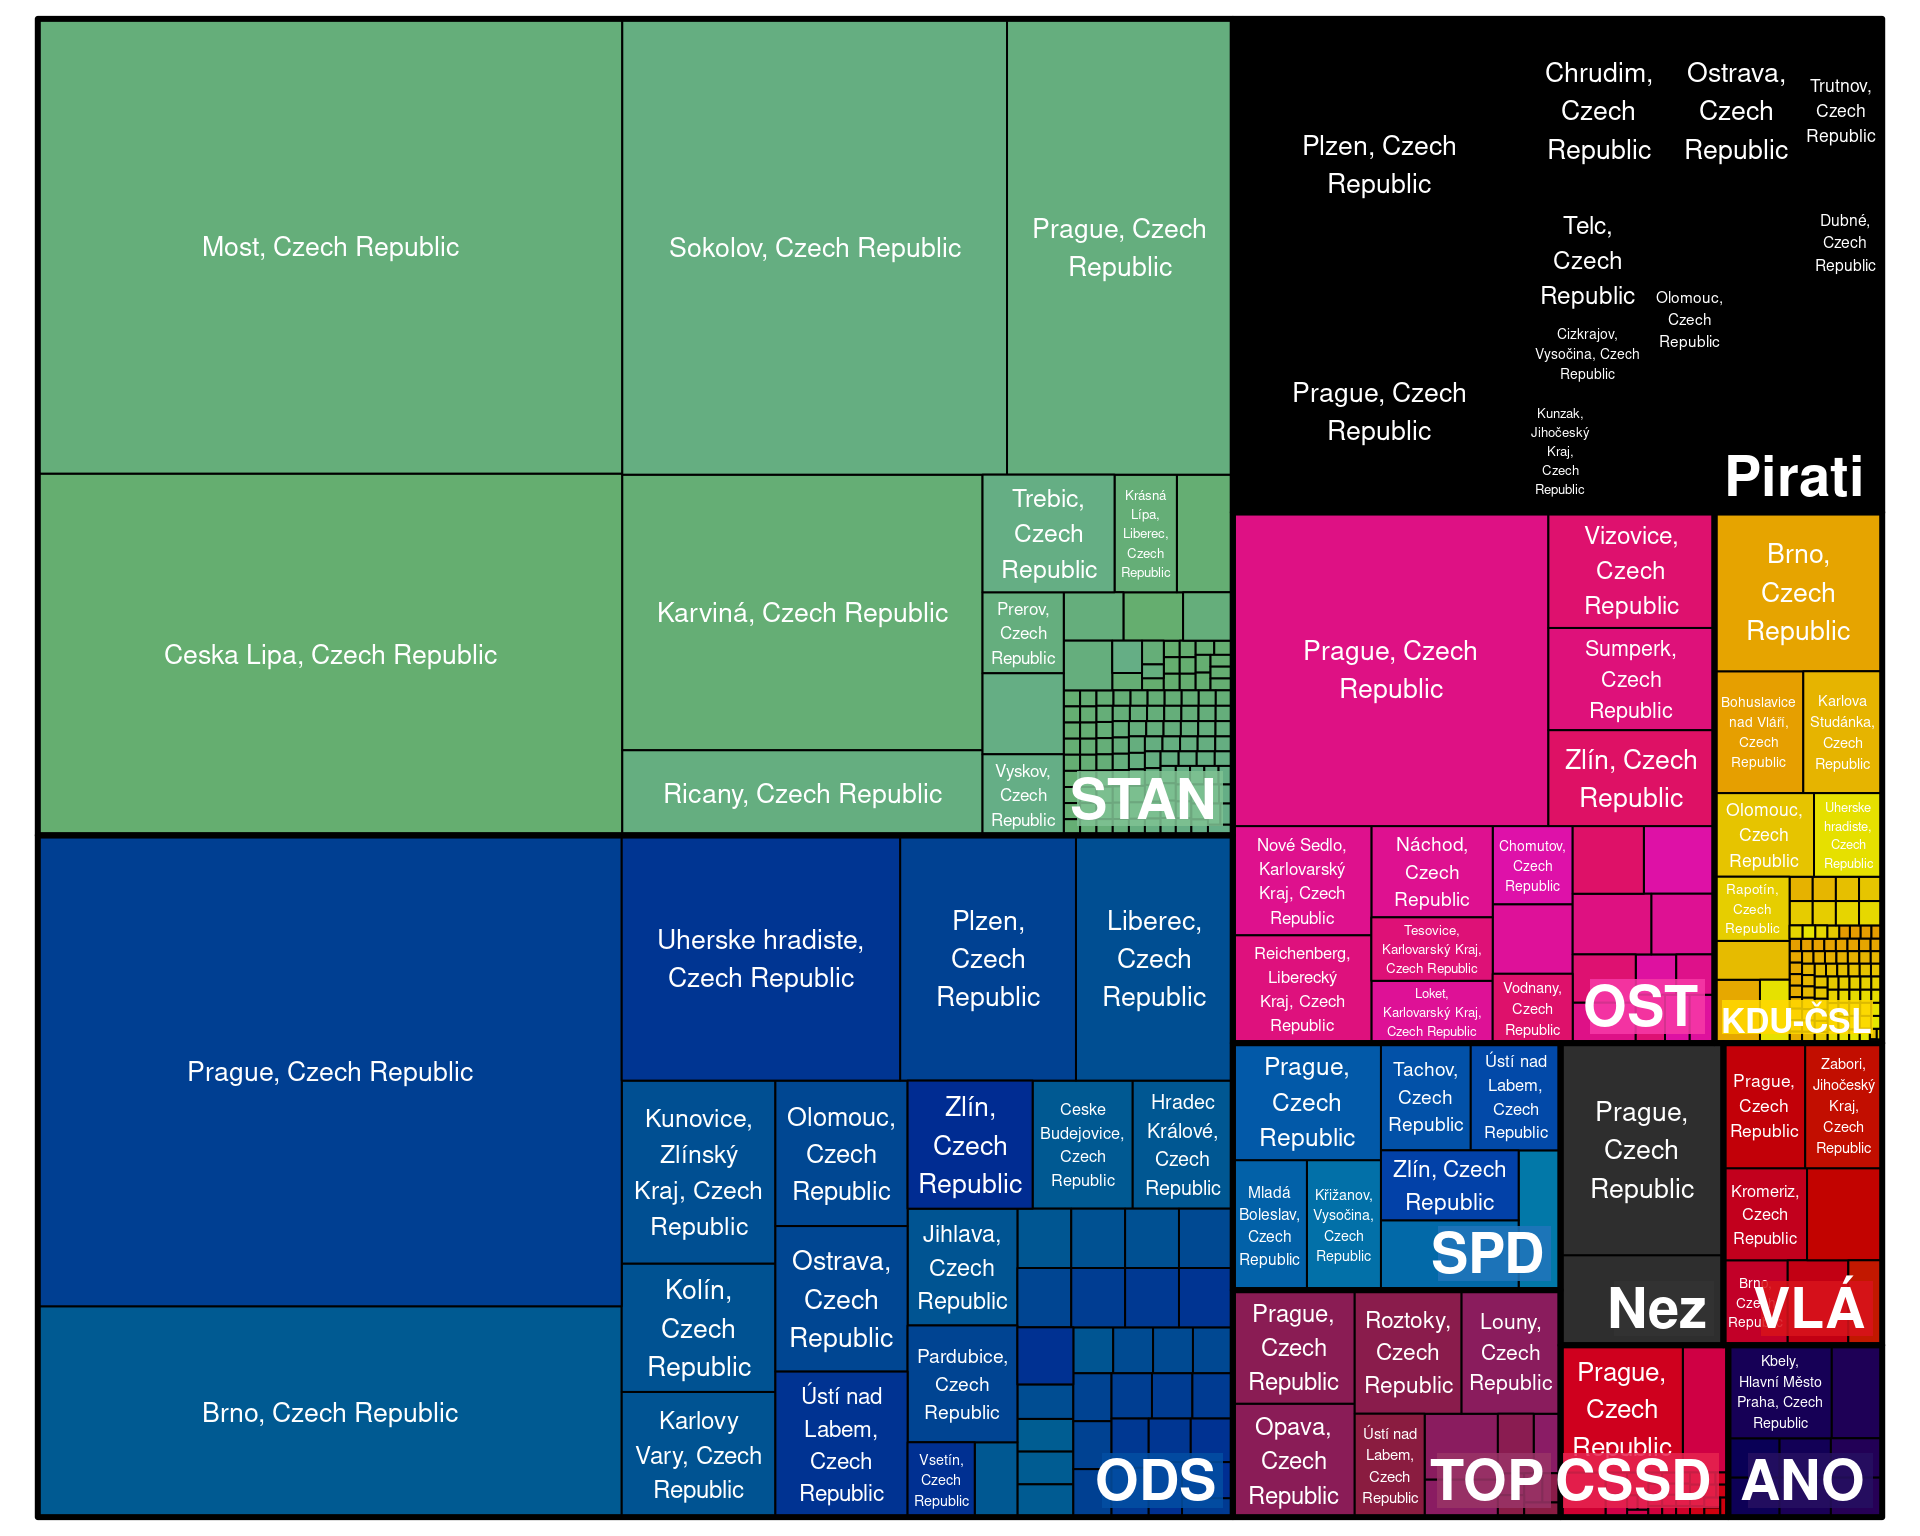 Most, Czech Republic
Sokolov, Czech Republic
Prague, Czech
Republic
Ceska Lipa, Czech Republic
Karviná, Czech Republic
Ricany, Czech Republic
Trebic,
Czech
Republic
Krásná
Lípa,
Liberec,
Czech
Republic
Prerov,
Czech
Republic
Vyskov,
Czech
Republic
STAN
Plzen, Czech
Republic
Prague, Czech
Republic
Chrudim,
Czech
Republic
Ostrava,
Czech
Republic
Trutnov,
Czech
Republic
Telc,
Czech
Republic
Dubné,
Czech
Republic
Olomouc,
Czech
Republic
Cizkrajov,
Vysočina, Czech
Republic
Kunzak,
Jihočeský
Kraj,
Czech
Republic
Pirati
Prague, Czech
Republic
Vizovice,
Czech
Republic
Sumperk,
Czech
Republic
Zlín, Czech
Republic
Nové Sedlo,
Karlovarský
Kraj, Czech
Republic
Reichenberg,
Liberecký
Kraj, Czech
Republic
Náchod,
Czech
Republic
Tesovice,
Karlovarský Kraj,
Czech Republic
Loket,
Karlovarský Kraj,
Czech Republic
Chomutov,
Czech
Republic
Vodnany,
Czech
Republic
OST
Brno,
Czech
Republic
Bohuslavice
nad Vláří,
Czech
Republic
Karlova
Studánka,
Czech
Republic
Olomouc,
Czech
Republic
Uherske
hradiste,
Czech
Republic
Rapotín,
Czech
Republic
KDU-ČSL
Prague, Czech Republic
Brno, Czech Republic
Uherske hradiste,
Czech Republic
Plzen,
Czech
Republic
Liberec,
Czech
Republic
Kunovice,
Zlínský
Kraj, Czech
Republic
Kolín,
Czech
Republic
Karlovy
Vary, Czech
Republic
Olomouc,
Czech
Republic
Ostrava,
Czech
Republic
Ústí nad
Labem,
Czech
Republic
Zlín,
Czech
Republic
Ceske
Budejovice,
Czech
Republic
Hradec
Králové,
Czech
Republic
Jihlava,
Czech
Republic
Pardubice,
Czech
Republic
Vsetín,
Czech
Republic
ODS
Prague,
Czech
Republic
Tachov,
Czech
Republic
Ústí nad
Labem,
Czech
Republic
Mladá
Boleslav,
Czech
Republic
Křižanov,
Vysočina,
Czech
Republic
Zlín, Czech
Republic
SPD
Prague,
Czech
Republic
Nez
Prague,
Czech
Republic
Zabori,
Jihočeský
Kraj,
Czech
Republic
Kromeriz,
Czech
Republic
Brno,
VLÁ
Prague,
Czech
Republic
Roztoky,
Czech
Republic
Louny,
Czech
Republic
Opava,
Czech
Republic
Ústí nad
Labem,
Czech
Republic
TOP
Prague,
Czech
Republic
CSSD
Kbely,
Hlavní Město
Praha, Czech
Republic
ANO